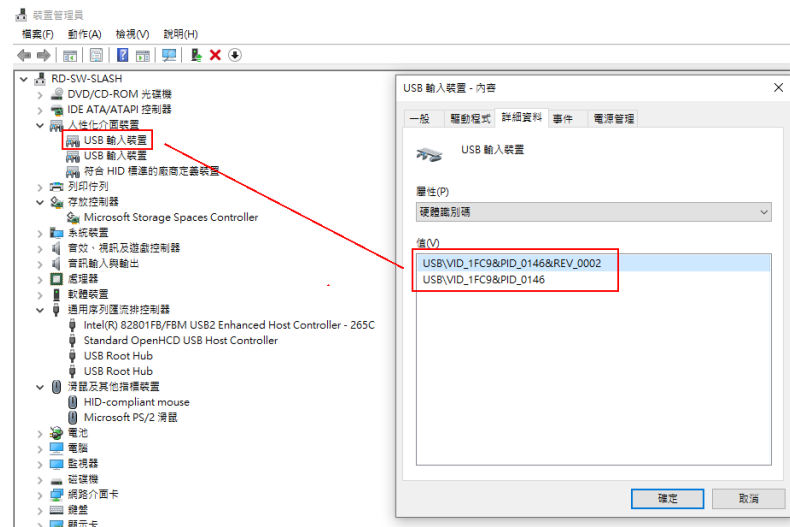 裝置管理員
檔案(F) 動作(A) 檢視(V) 說明(H)
RD-SW-SLASH
DVD/CD-ROM 光碟機
IDE ATA/ATAPI 控制器
人性化介面裝置
USB 輸入裝置
USB 輸入裝置
符合 HID 標準的廠商定義裝置
列印佇列
存放控制器
Microsoft Storage Spaces Controller
系統裝置
音效、視訊及遊戲控制器
音訊輸入與輸出
處理器
軟體裝置
通用序列匯流排控制器
Intel(R) 82801FB/FBM USB2 Enhanced Host Controller - 265C
Standard OpenHCD USB Host Controller
USB Root Hub
USB Root Hub
滑鼠及其他指標裝置
HID-compliant mouse
Microsoft PS/2 滑鼠
電池
電腦
監視器
磁碟機
網路介面卡
鍵盤
顯示卡
USB 輸入裝置 - 內容
一般 驅動程式 詳細資料 事件 電源管理
USB 輸入裝置
屬性(P)
硬體識別碼
值(V)
USB\VID_1FC9&PID_0146&REV_0002
USB\VID_1FC9&PID_0146
確定 取消